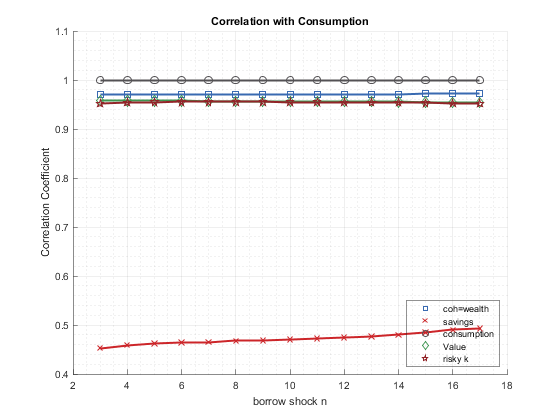 Correlation with Consumption
1.1
1
0.9
0.8
0.7
0.6
0.5
0.4
Correlation Coefficient
2
4
6
8
10
12
14
16
18
borrow shock n
coh=wealth
savings
consumption
Value
risky k